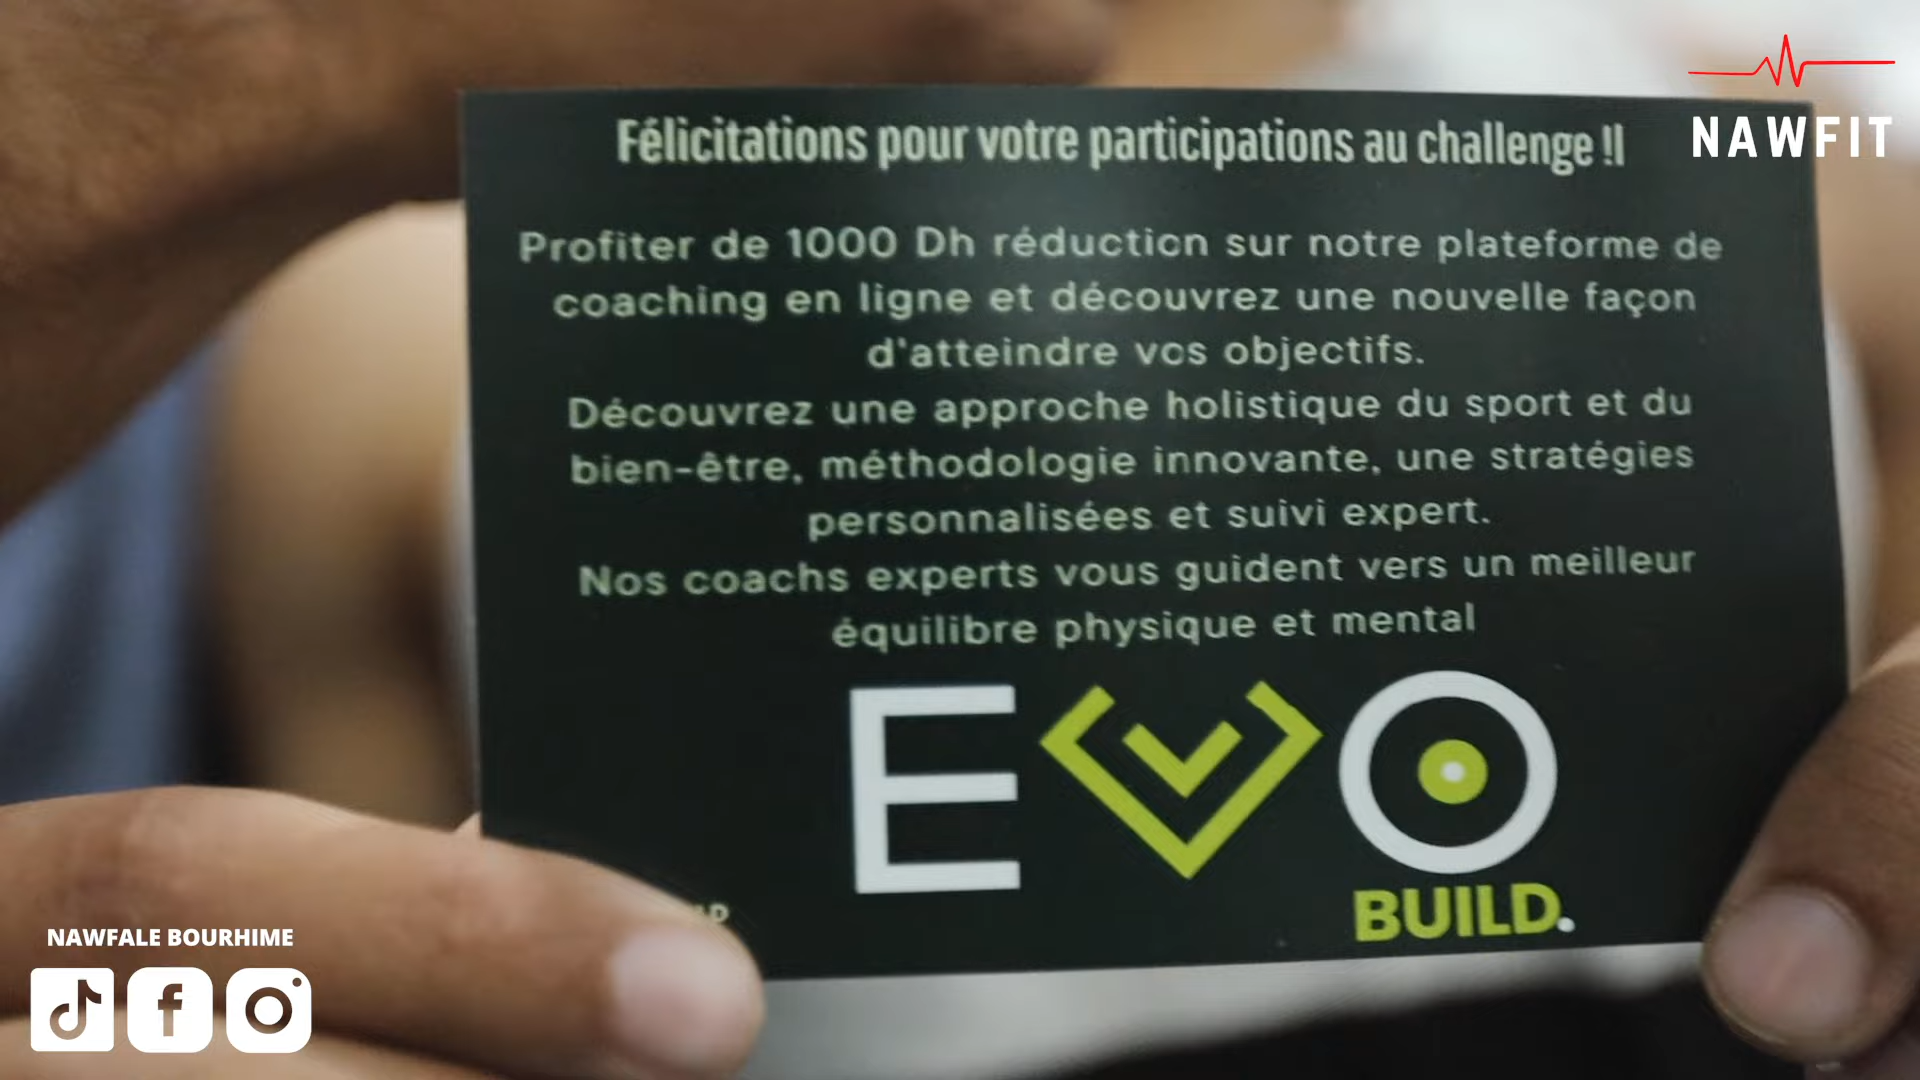 NAWFIT
Félicitations pour votre participations au challenge !!
Profiter de 1000 Dh réduction sur notre plateforme de
coaching en ligne et découvrez une nouvelle façon
d'atteindre vos objectifs.
Découvrez une approche holistique du sport et du
bien-être, méthodologie innovante, une stratégies
personnalisées et suivi expert.
Nos coachs experts vous guident vers un meilleur
équilibre physique et mental
EVO
BUILD.
NAWFALE BOURHIME